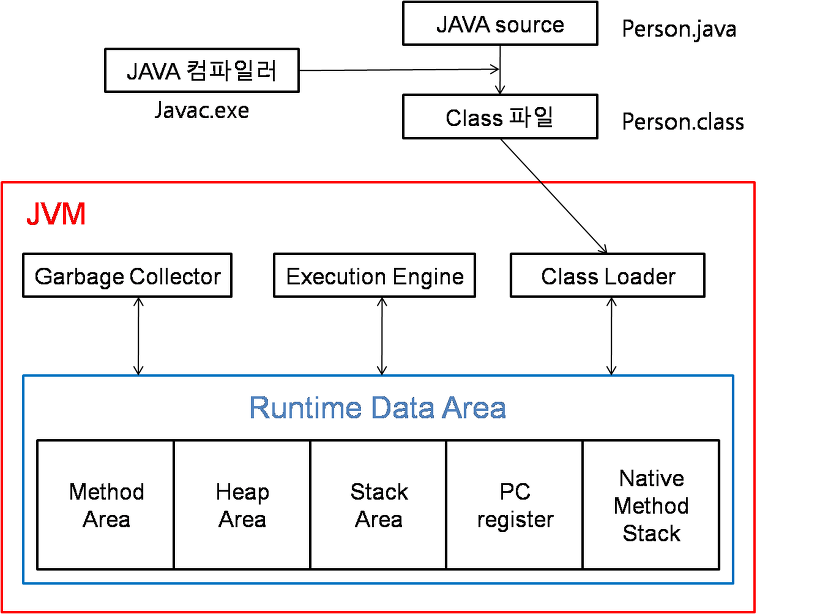 JAVA source
Person.java
JAVA 컴파일러
Javac.exe
Class 파일
Person.class
JVM
Garbage Collector
Execution Engine
Class Loader
Runtime Data Area
Method
Area
Heap
Area
Stack
Area
PC
register
Native
Method
Stack